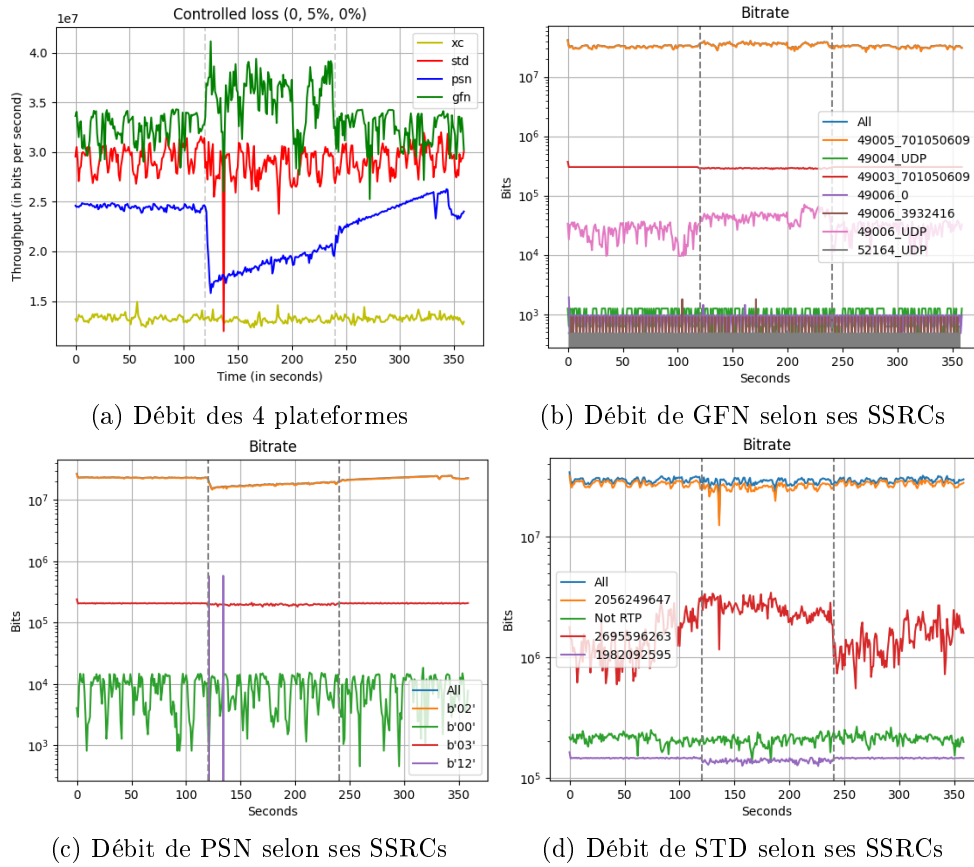 Controlled loss (0, 5%, 0%)
1e7
4.0
3.5
3.0
2.5
2.0
1.5
Throughput (in bits per second)
xc
std
psn
gfn
0
50
100
150
200
250
300
350
Time (in seconds)
(a) Débit des 4 plateformes
Bitrate
10⁷
10⁶
10⁵
10⁴
10³
Bits
All
49005_701050609
49004_UDP
49003_701050609
49006_0
49006_3932416
49006_UDP
52164_UDP
0
50
100
150
200
250
300
350
Seconds
(b) Débit de GFN selon ses SSRCs
Bitrate
10⁷
10⁶
10⁵
10⁴
10³
Bits
All
b'02'
b'00'
b'03'
b'12'
0
50
100
150
200
250
300
350
Seconds
(c) Débit de PSN selon ses SSRCs
Bitrate
10⁷
10⁶
10⁵
Bits
All
2056249647
Not RTP
2695596263
1982092595
0
50
100
150
200
250
300
350
Seconds
(d) Débit de STD selon ses SSRCs